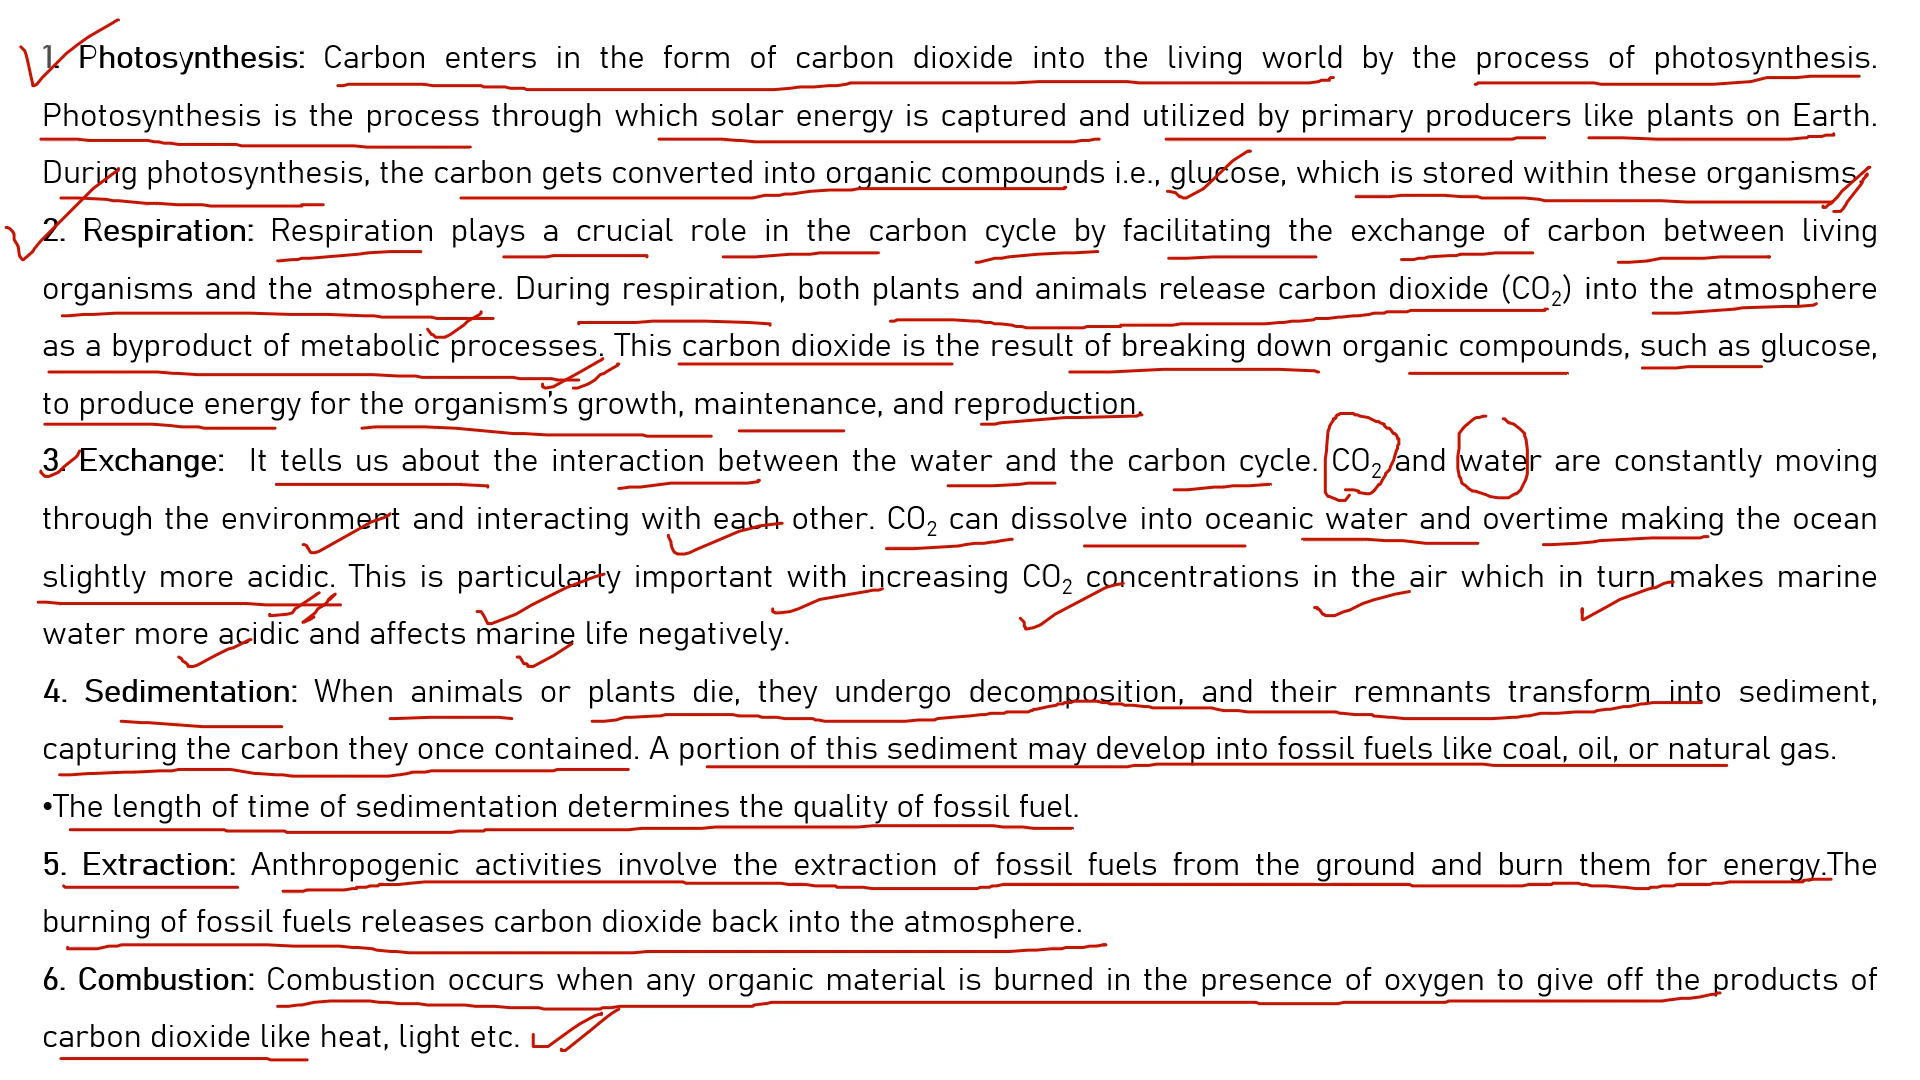 1. Photosynthesis: Carbon enters in the form of carbon dioxide into the living world by the process of photosynthesis.
Photosynthesis is the process through which solar energy is captured and utilized by primary producers like plants on Earth.
During photosynthesis, the carbon gets converted into organic compounds i.e., glucose, which is stored within these organisms.
2. Respiration: Respiration plays a crucial role in the carbon cycle by facilitating the exchange of carbon between living
organisms and the atmosphere. During respiration, both plants and animals release carbon dioxide (CO₂) into the atmosphere
as a byproduct of metabolic processes. This carbon dioxide is the result of breaking down organic compounds, such as glucose,
to produce energy for the organism's growth, maintenance, and reproduction.
3. Exchange: It tells us about the interaction between the water and the carbon cycle. CO₂ and water are constantly moving
through the environment and interacting with each other. CO₂ can dissolve into oceanic water and overtime making the ocean
slightly more acidic. This is particularly important with increasing CO₂ concentrations in the air which in turn makes marine
water more acidic and affects marine life negatively.
4. Sedimentation: When animals or plants die, they undergo decomposition, and their remnants transform into sediment,
capturing the carbon they once contained. A portion of this sediment may develop into fossil fuels like coal, oil, or natural gas.
•The length of time of sedimentation determines the quality of fossil fuel.
5. Extraction: Anthropogenic activities involve the extraction of fossil fuels from the ground and burn them for energy.The
burning of fossil fuels releases carbon dioxide back into the atmosphere.
6. Combustion: Combustion occurs when any organic material is burned in the presence of oxygen to give off the products of
carbon dioxide like heat, light etc.